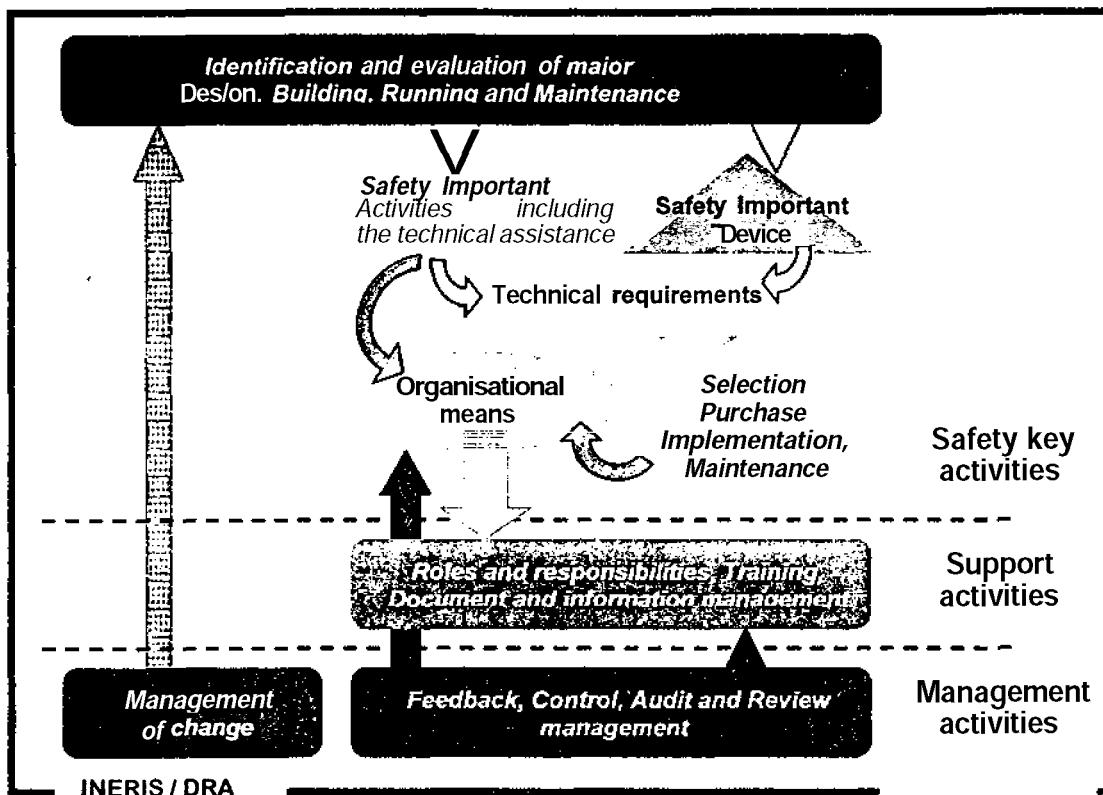 Identification and evaluation of maior
Des/on. Building. Running and Maintenance
Safety Important
Activities including
the technical assistance
Safety Important
Device
Technical requirements
Organisational
means
Selection
Purchase
Implementation,
Maintenance
Safety key
activities
Roles and responsibilities, Training,
Document and information management
Support
activities
Management
of change
Feedback, Control, Audit and Review
management
Management
activities
INERIS / DRA